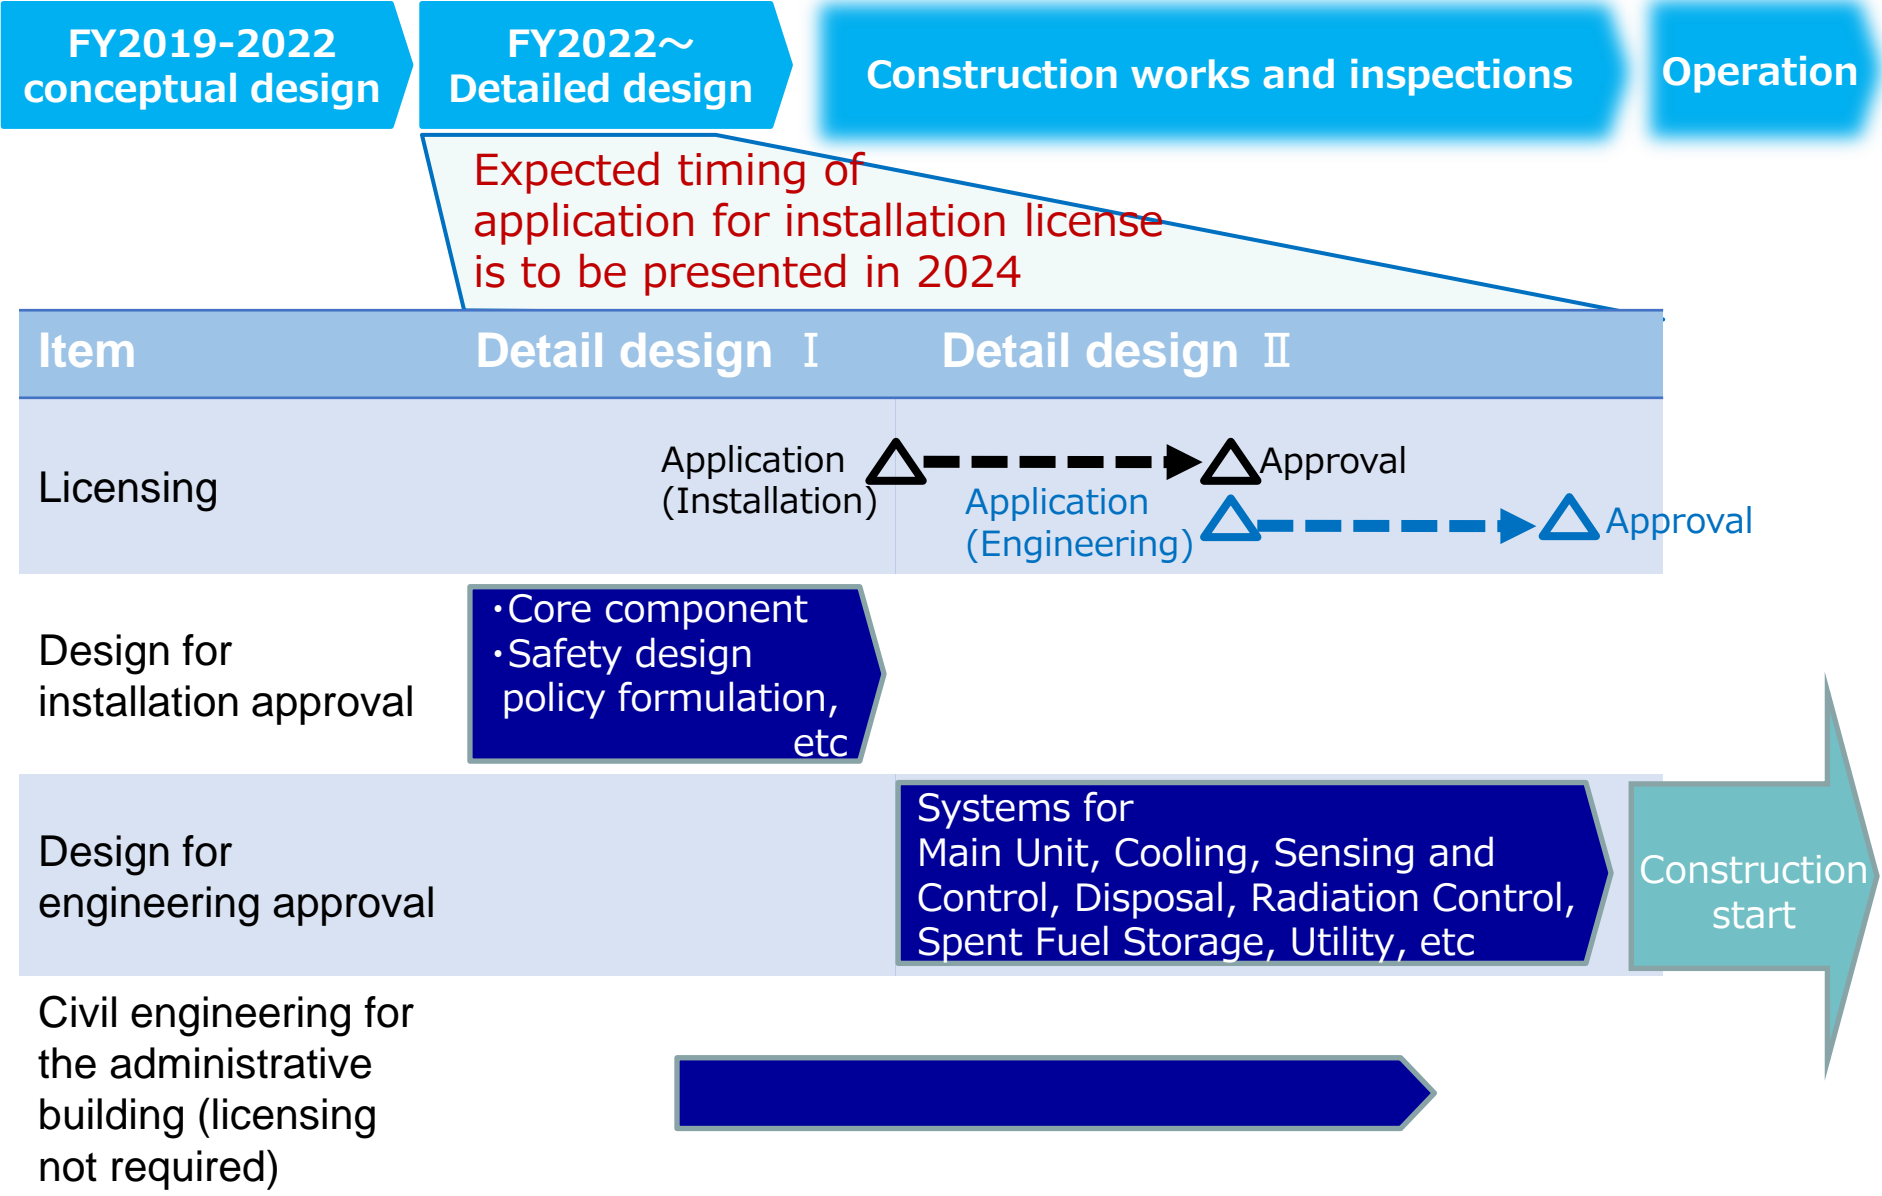 FY2019-2022
conceptual design
FY2022～
Detailed design
Construction works and inspections
Operation
Expected timing of
application for installation license
is to be presented in 2024
Item
Detail design Ⅰ
Detail design Ⅱ
Licensing
Application
(Installation)
Approval
Application
(Engineering)
Approval
Design for
installation approval
・Core component
・Safety design
policy formulation,
etc
Design for
engineering approval
Systems for
Main Unit, Cooling, Sensing and
Control, Disposal, Radiation Control,
Spent Fuel Storage, Utility, etc
Construction
start
Civil engineering for
the administrative
building (licensing
not required)